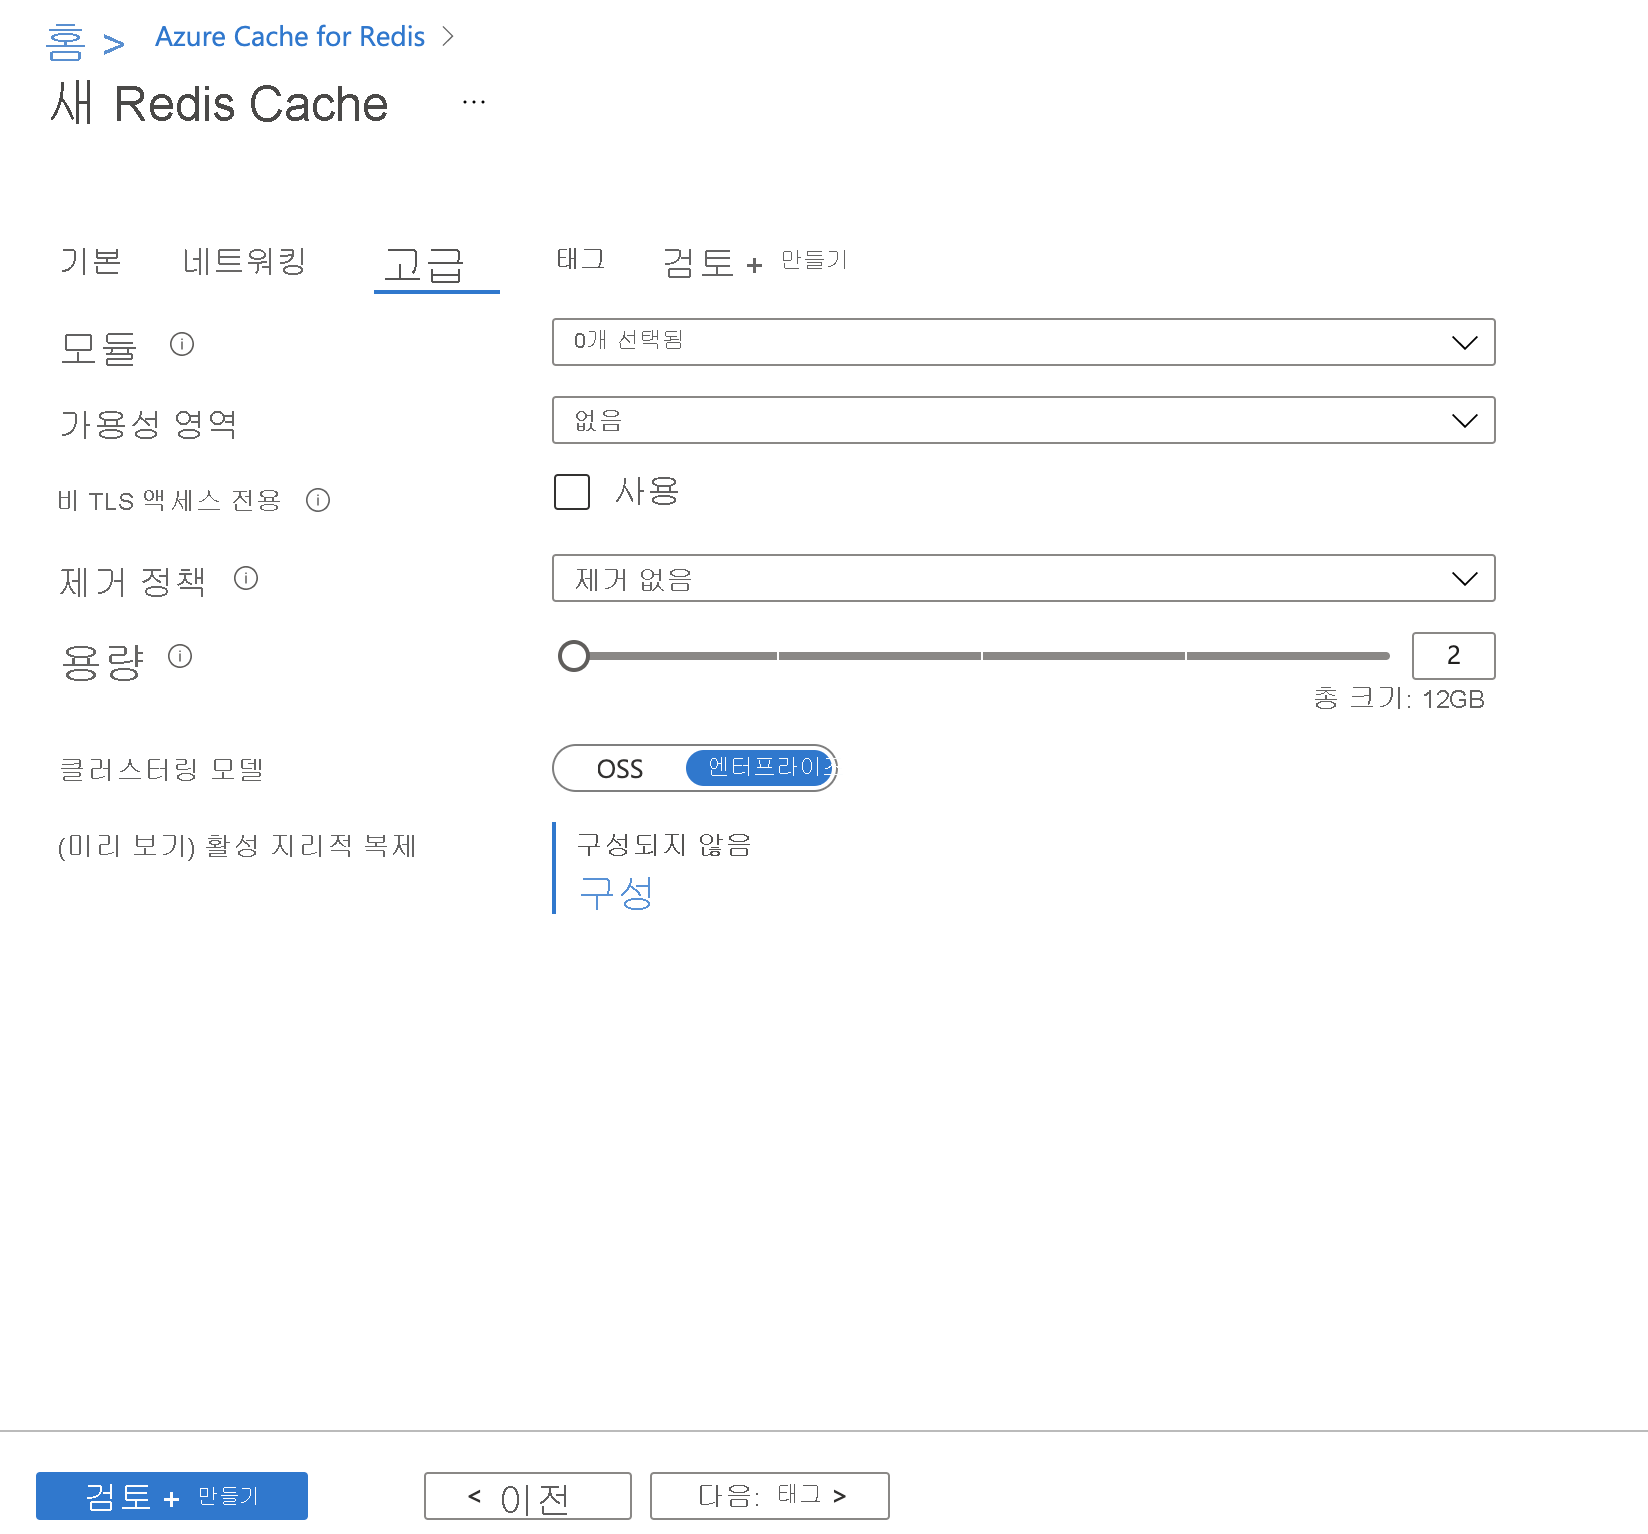 홈 > Azure Cache for Redis >
새 Redis Cache ...
기본 네트워킹 고급 태그 검토 + 만들기
모듈 0개 선택됨
가용성 영역 없음
비 TLS 액세스 전용 사용
제거 정책 제거 없음
용량 2
총 크기: 12GB
클러스터링 모델 OSS 엔터프라이즈
(미리 보기) 활성 지리적 복제 구성되지 않음
구성
검토 + 만들기 < 이전 다음: 태그 >